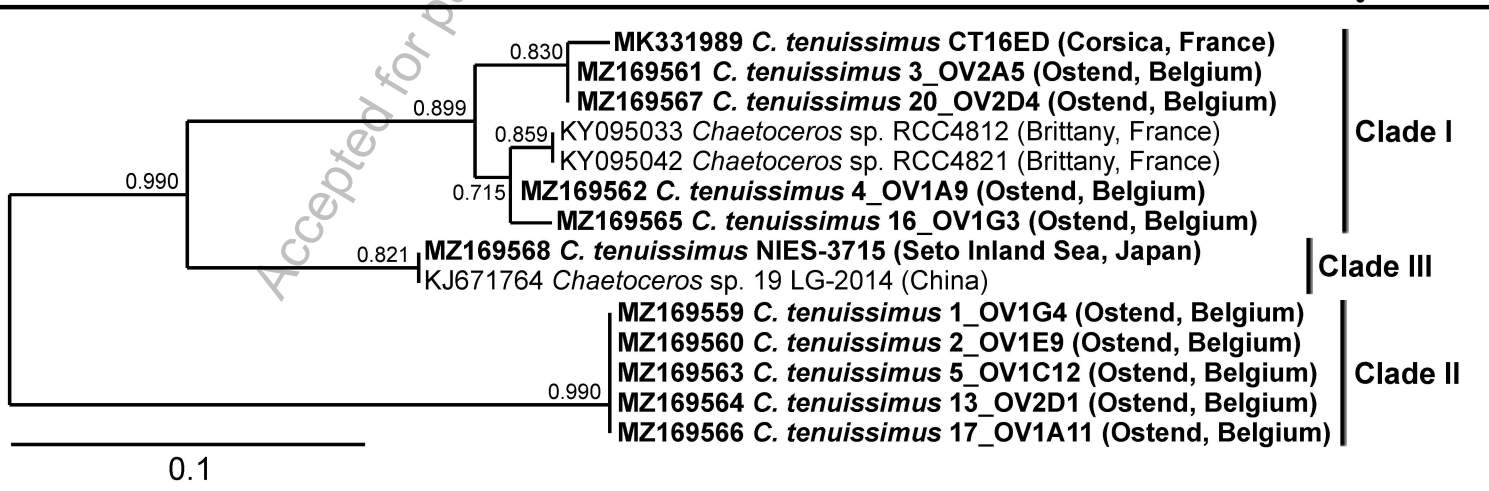 0.830
MK331989 C. tenuissimus CT16ED (Corsica, France)
MZ169561 C. tenuissimus 3_OV2A5 (Ostend, Belgium)
MZ169567 C. tenuissimus 20_OV2D4 (Ostend, Belgium)
0.899
0.859
KY095033 Chaetoceros sp. RCC4812 (Brittany, France)
Clade I
KY095042 Chaetoceros sp. RCC4821 (Brittany, France)
0.990
0.715
MZ169562 C. tenuissimus 4_OV1A9 (Ostend, Belgium)
MZ169565 C. tenuissimus 16_OV1G3 (Ostend, Belgium)
0.821
MZ169568 C. tenuissimus NIES-3715 (Seto Inland Sea, Japan)
Clade III
KJ671764 Chaetoceros sp. 19 LG-2014 (China)
MZ169559 C. tenuissimus 1_OV1G4 (Ostend, Belgium)
MZ169560 C. tenuissimus 2_OV1E9 (Ostend, Belgium)
MZ169563 C. tenuissimus 5_OV1C12 (Ostend, Belgium)
Clade II
0.990
MZ169564 C. tenuissimus 13_OV2D1 (Ostend, Belgium)
MZ169566 C. tenuissimus 17_OV1A11 (Ostend, Belgium)
0.1
Accepted for